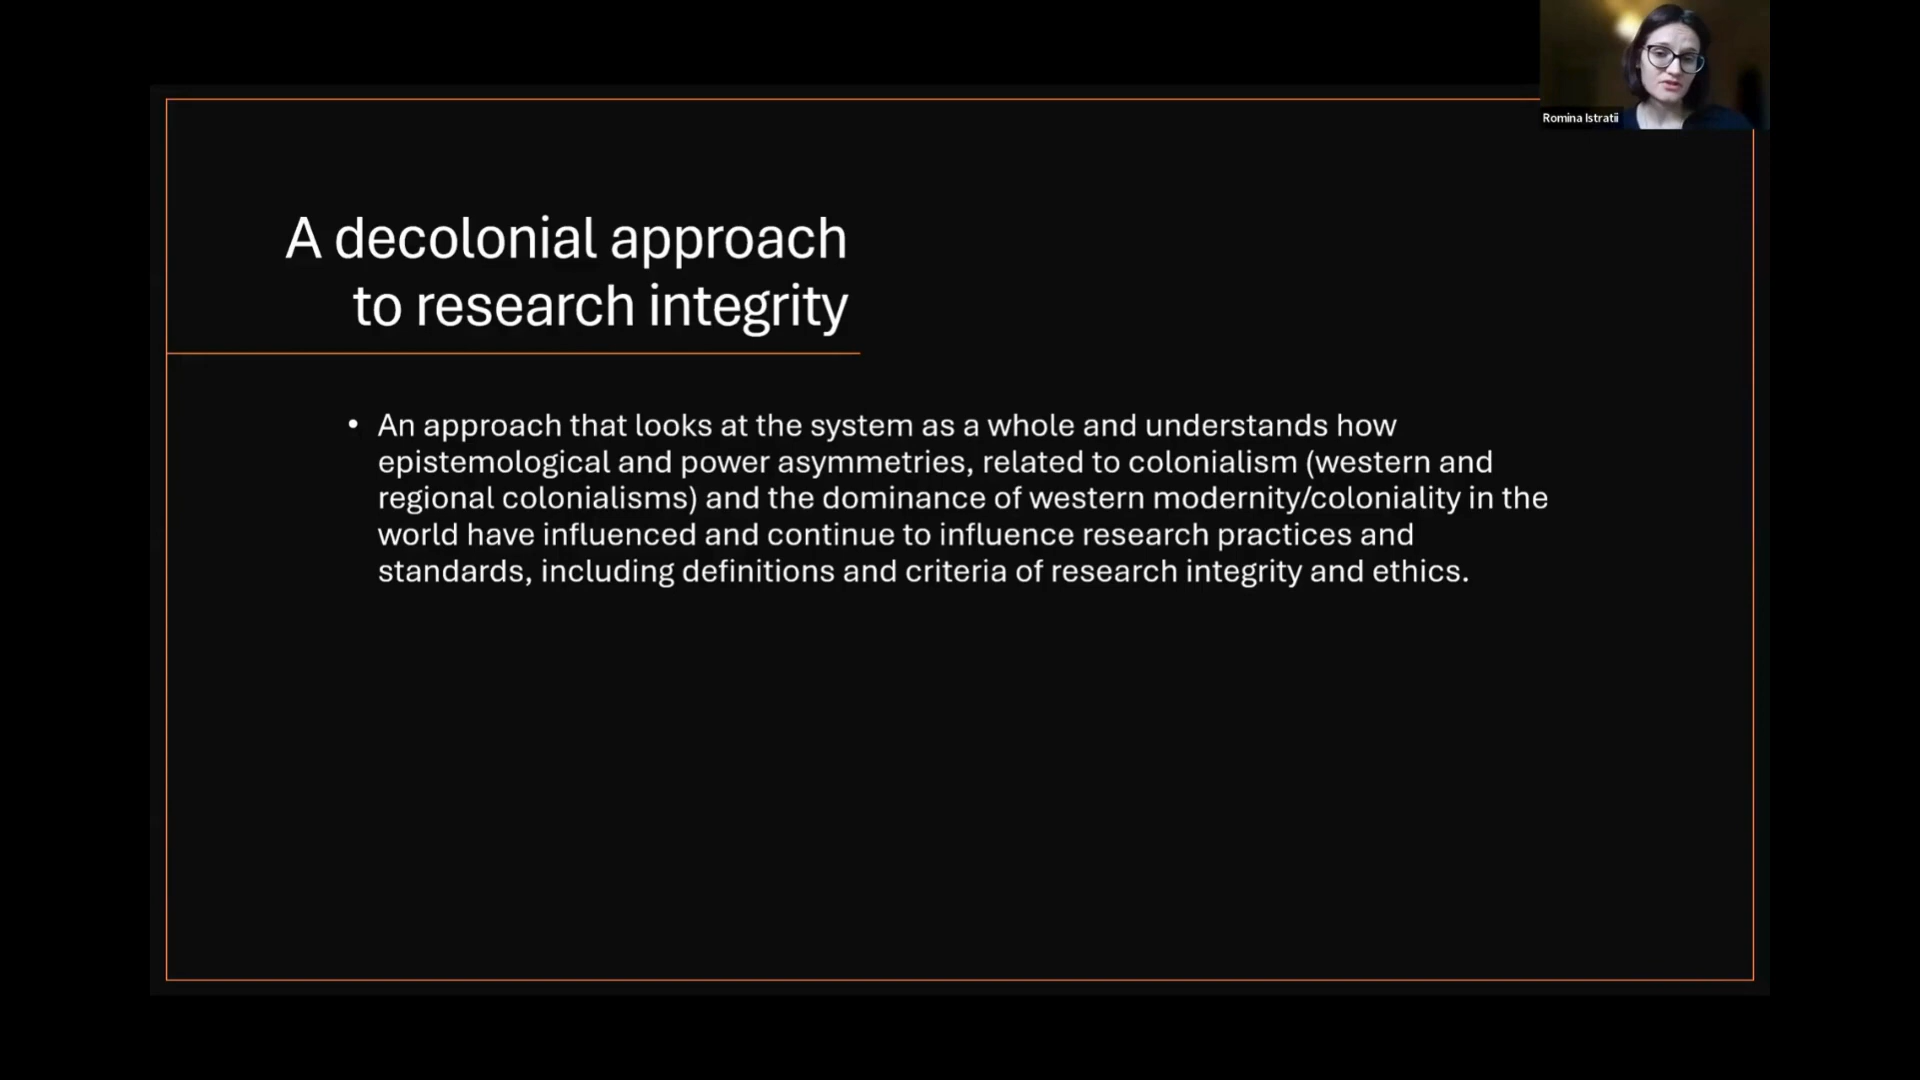 Romina Istratii
A decolonial approach
to research integrity
• An approach that looks at the system as a whole and understands how
epistemological and power asymmetries, related to colonialism (western and
regional colonialisms) and the dominance of western modernity/coloniality in the
world have influenced and continue to influence research practices and
standards, including definitions and criteria of research integrity and ethics.